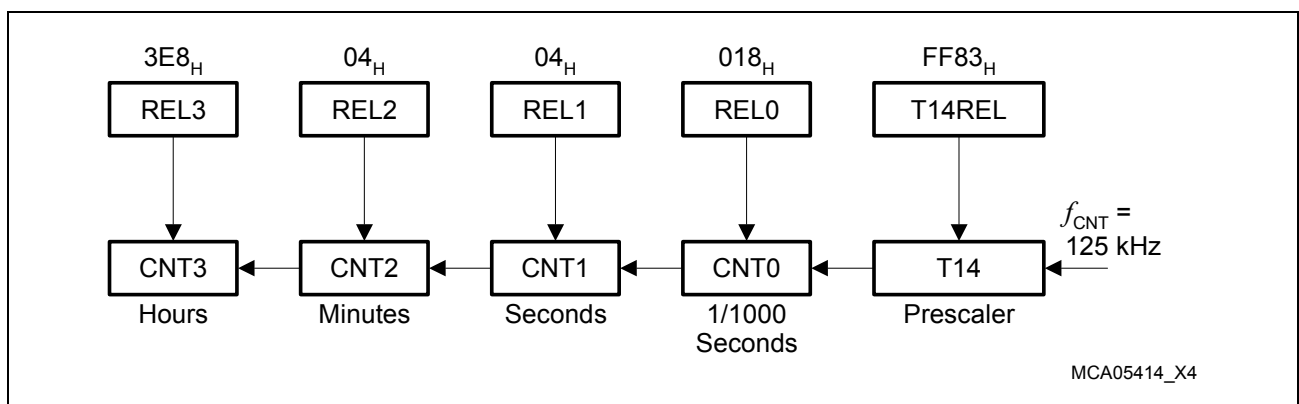 3E8H 04H 04H 018H FF83H
REL3 REL2 REL1 REL0 T14REL
fCNT =
125 kHz
CNT3 CNT2 CNT1 CNT0 T14
Hours Minutes Seconds 1/1000 Prescaler
Seconds
MCA05414_X4